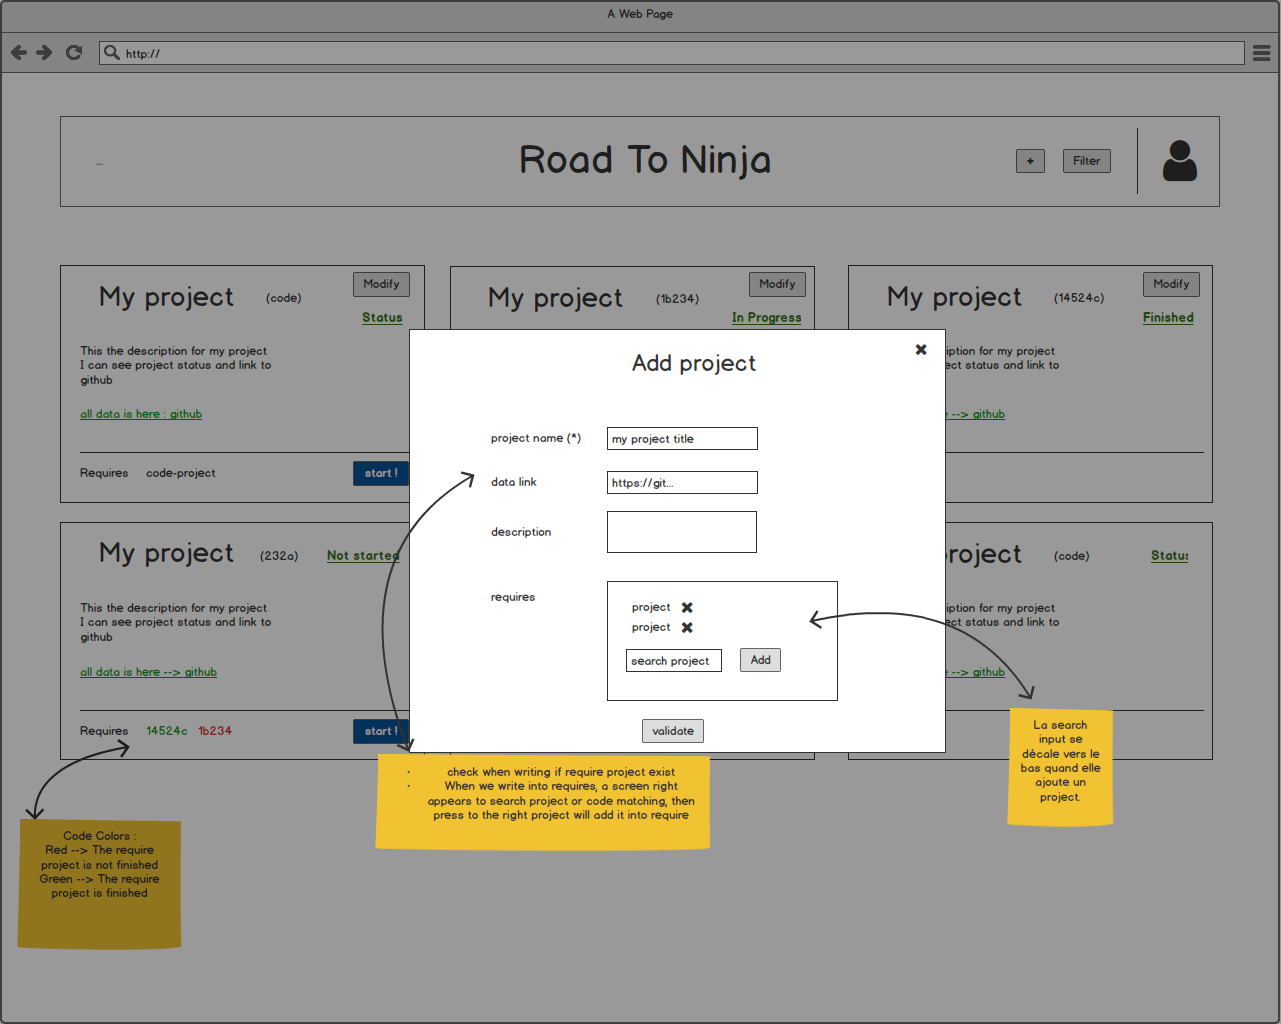 A Web Page
http://
...
Road To Ninja
+
Filter
My project
(code)
Modify
Status
This the description for my project
I can see project status and link to
github
all data is here : github
Requires
code-project
start !
My project
(1b234)
Modify
In Progress
My project
(14524c)
Modify
Finished
iption for my project
ct status and link to
--> github
My project
(232a)
Not started
This the description for my project
I can see project status and link to
github
all data is here --> github
Requires
14524c
1b234
start !
roject
(code)
Status
ription for my project
ct status and link to
--> github
Add project
project name (*)
my project title
data link
https://git...
description
requires
project
project
search project
Add
validate
Code Colors :
Red --> The require
project is not finished
Green --> The require
project is finished
• check when writing if require project exist
• When we write into requires, a screen right
appears to search project or code matching, then
press to the right project will add it into require
La search
input se
décale vers le
bas quand elle
ajoute un
project.